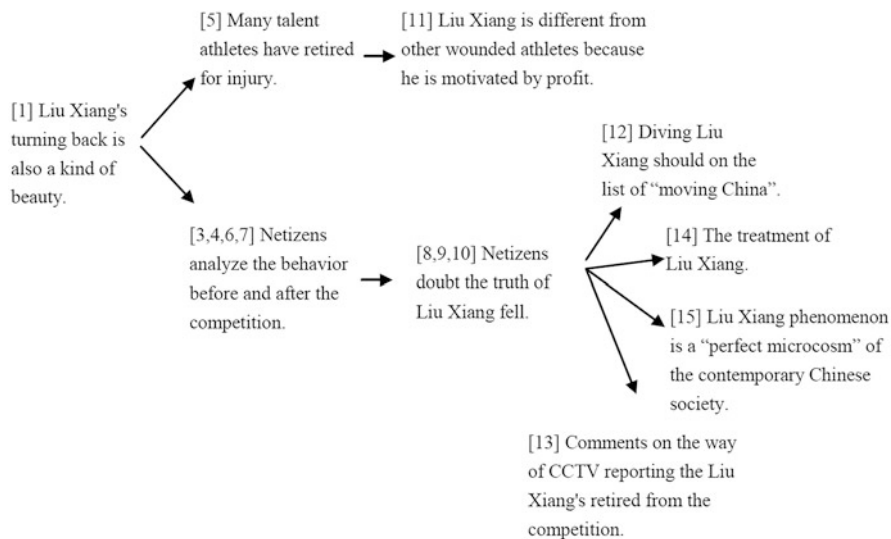 [5] Many talent
athletes have retired
for injury.
[11] Liu Xiang is different from
other wounded athletes because
he is motivated by profit.
[1] Liu Xiang's
turning back is
also a kind of
beauty.
[12] Diving Liu
Xiang should on the
list of “moving China”.
[3,4,6,7] Netizens
analyze the behavior
before and after the
competition.
[8,9,10] Netizens
doubt the truth of
Liu Xiang fell.
[14] The treatment of
Liu Xiang.
[15] Liu Xiang phenomenon
is a “perfect microcosm” of
the contemporary Chinese
society.
[13] Comments on the way
of CCTV reporting the Liu
Xiang's retired from the
competition.